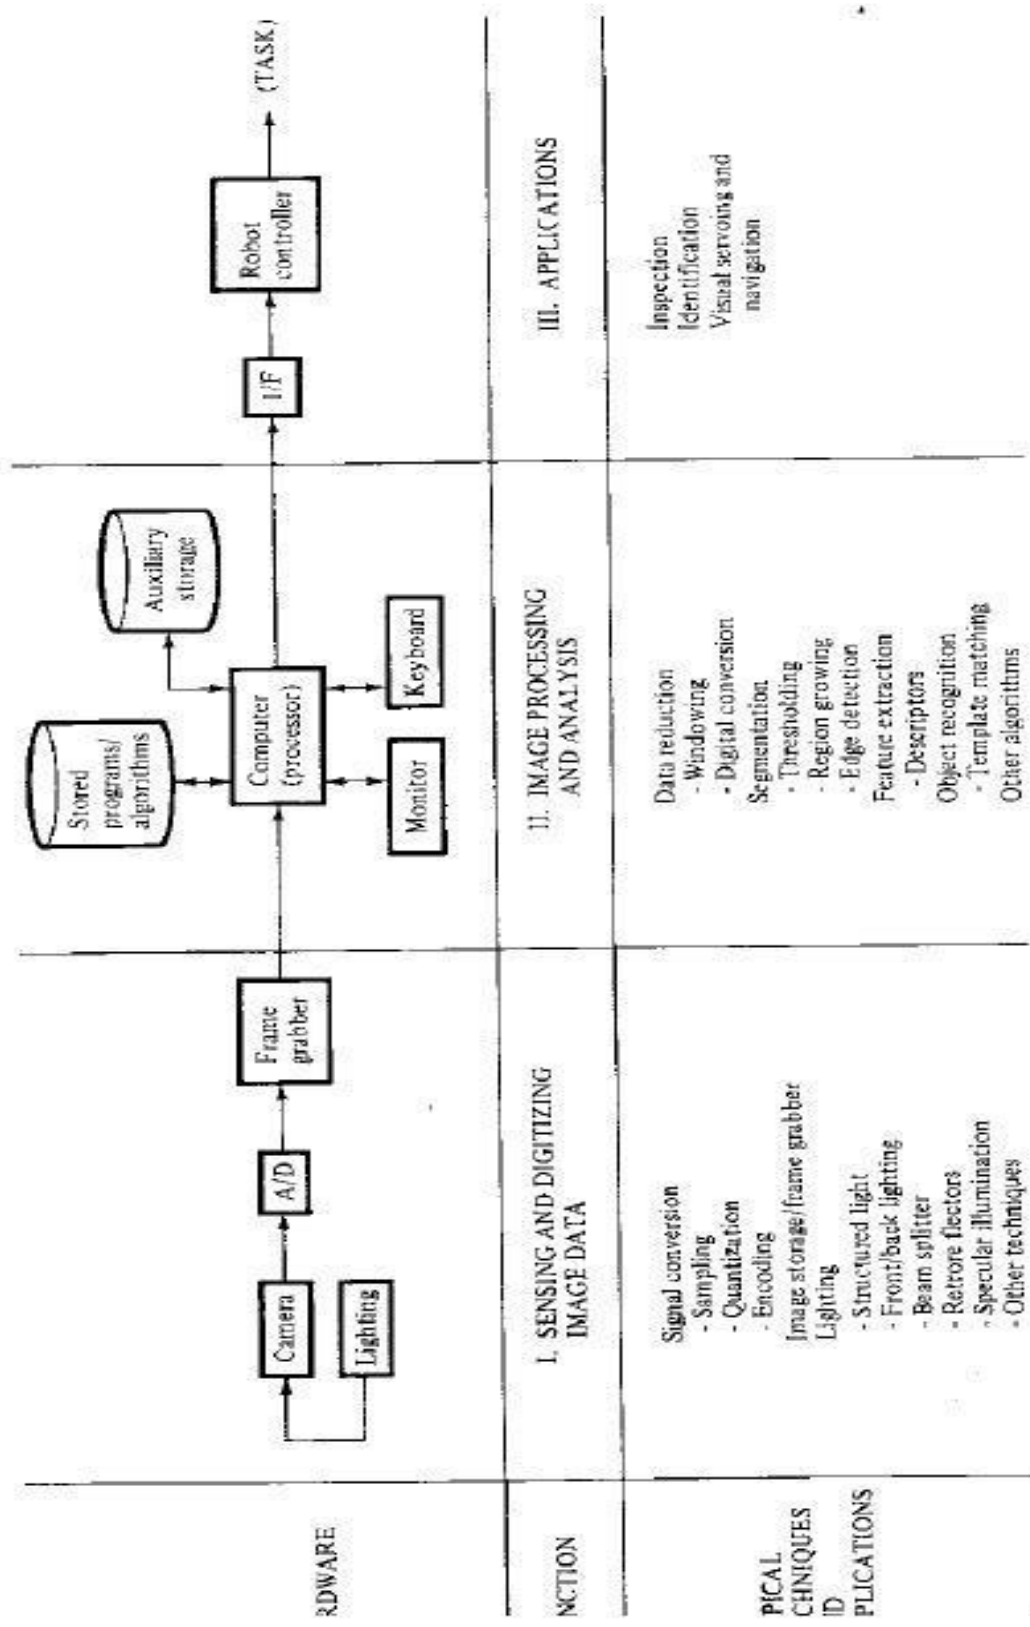 RDWARE
Camera
Lighting
A/D
Frame
grabber
Stored
programs/
algorithms
Auxiliary
storage
Computer
(processor)
Monitor
Keyboard
I/F
Robot
controller
(TASK)
NCTION
I. SENSING AND DIGITIZING
IMAGE DATA
II. IMAGE PROCESSING
AND ANALYSIS
III. APPLICATIONS
PICAL
CHNIQUES
ID
PLICATIONS
Signal conversion
- Sampling
- Quantization
- Encoding
Image storage/frame grabber
Lighting
- Structured light
- Front/back lighting
- Beam splitter
- Retrore flectors
- Specular illumination
- Other techniques
Data reduction
- Windowing
- Digital conversion
Segmentation
- Thresholding
- Region growing
- Edge detection
Feature extraction
- Descriptors
Object recognition
- Template matching
Other algorithms
Inspection
Identification
Visual servoing and
navigation